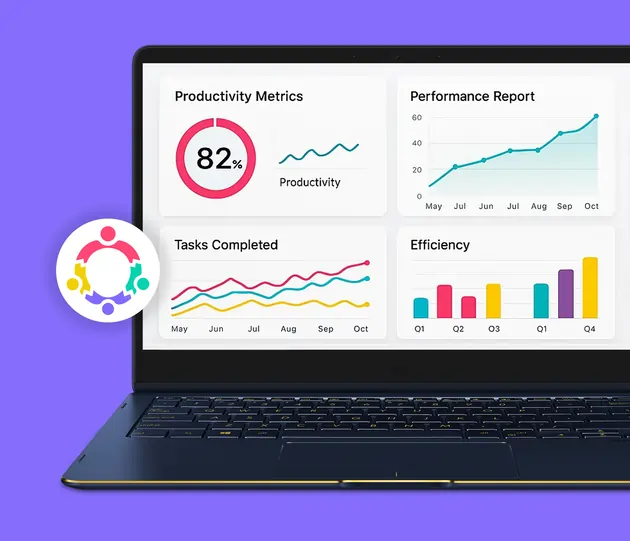 Productivity Metrics
82%
Productivity
Performance Report
60
40
20
0
May Jul Jun Jul Aug Sep Oct
Tasks Completed
May Jun Jul Aug Sep Oct
Efficiency
Q1 Q2 O3 Q1 Q4